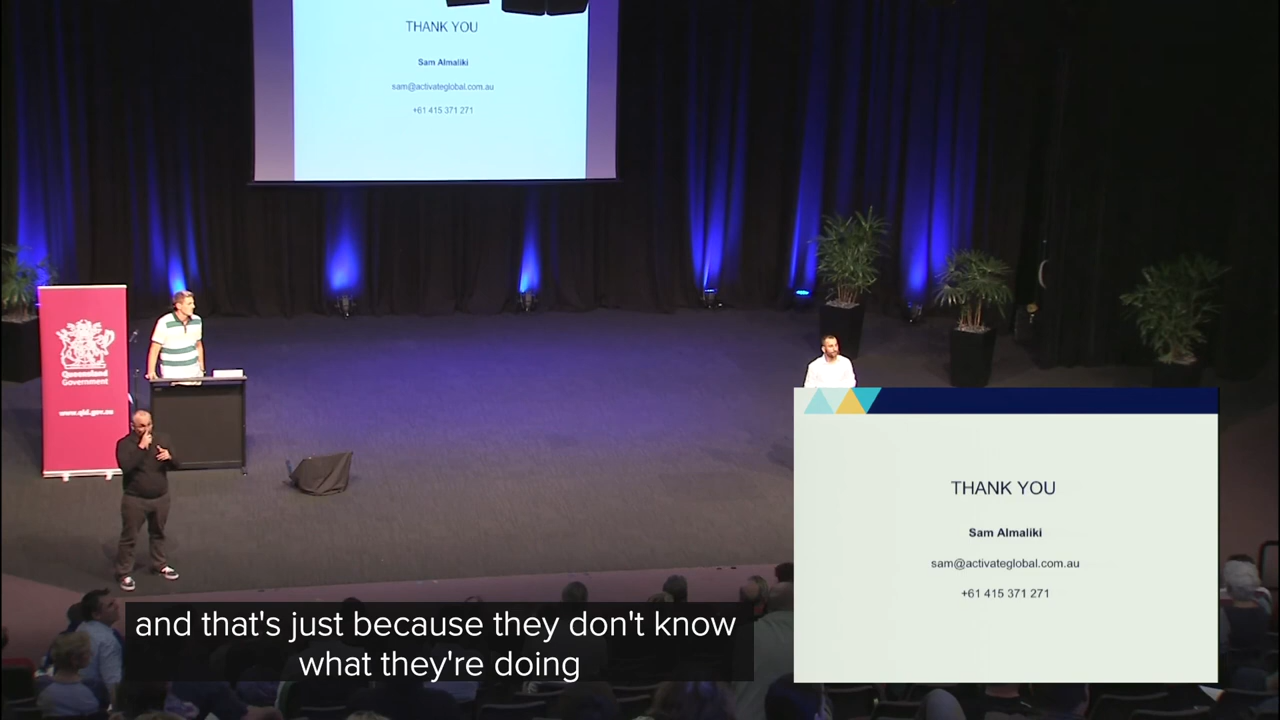 THANK YOU
Sam Almaliki
sam@activateglobal.com.au
+61 415 371 271
Queensland
Government
www.qld.gov.au
THANK YOU
Sam Almaliki
sam@activateglobal.com.au
+61 415 371 271
and that's just because they don't know
what they're doing